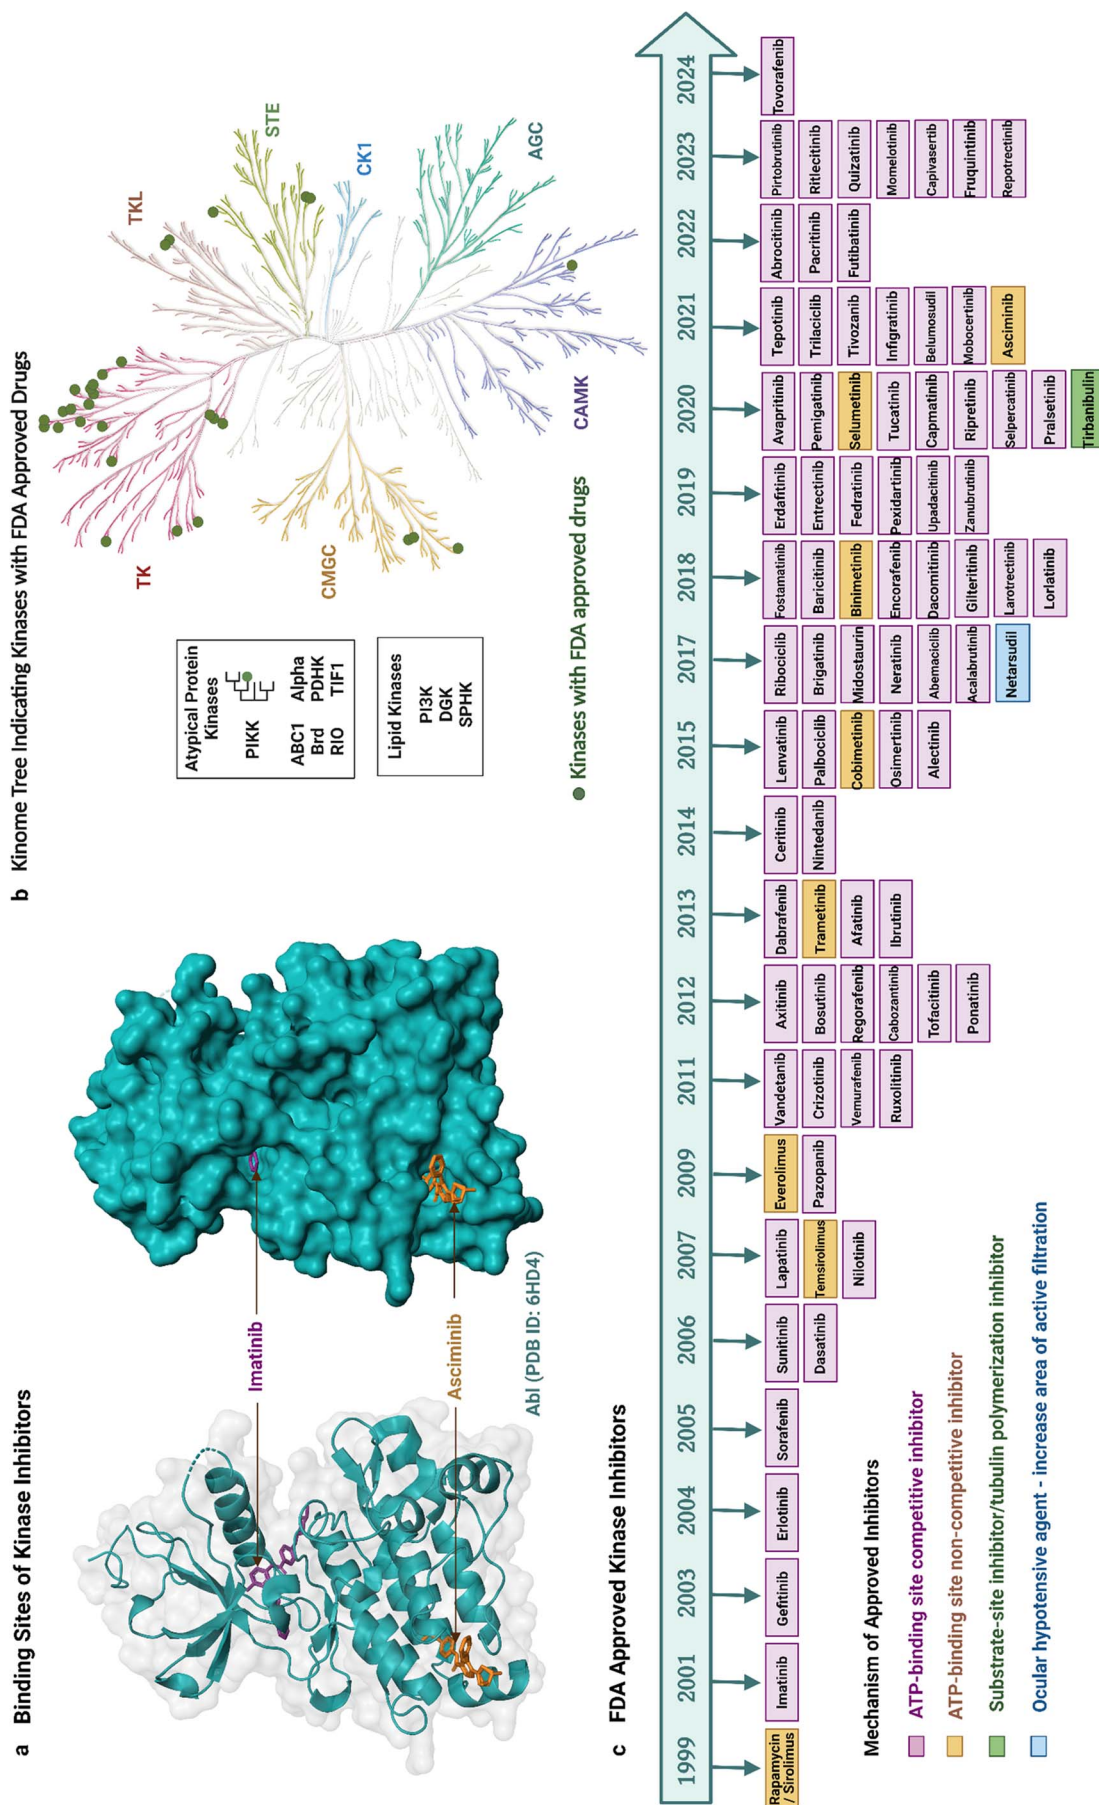 a Binding Sites of Kinase Inhibitors
Imatinib
Asciminib
Abl (PDB ID: 6HD4)
b Kinome Tree Indicating Kinases with FDA Approved Drugs
Atypical Protein
Kinases
PIKK
ABC1 Alpha
Brd PDHK
RIO TIF1
Lipid Kinases
PI3K
DGK
SPHK
Kinases with FDA approved drugs
TK
TKL
STE
CK1
AGC
CAMK
CMGC
c FDA Approved Kinase Inhibitors
1999
Rapamycin
/ Sirolimus
2001
Imatinib
2003
Gefitinib
2004
Erlotinib
2005
Sorafenib
2006
Sunitinib
Dasatinib
2007
Lapatinib
Temsirolimus
Nilotinib
2009
Everolimus
Pazopanib
2011
Vandetanib
Crizotinib
Vemurafenib
Ruxolitinib
2012
Axitinib
Bosutinib
Regorafenib
Cabozantinib
Tofacitinib
Ponatinib
2013
Dabrafenib
Trametinib
Afatinib
Ibrutinib
2014
Ceritinib
Nintedanib
2015
Lenvatinib
Palbociclib
Cobimetinib
Osimertinib
Alectinib
2017
Ribociclib
Brigatinib
Midostaurin
Neratinib
Abemaciclib
Acalabrutinib
Netarsudil
2018
Fostamatinib
Baricitinib
Binimetinib
Encorafenib
Dacomitinib
Gilteritinib
Larotrectinib
Lorlatinib
2019
Erdafitinib
Entrectinib
Fedratinib
Pexidartinib
Upadacitinib
Zanubrutinib
2020
Avapritinib
Pemigatinib
Selumetinib
Tucatinib
Capmatinib
Ripretinib
Selpercatinib
Pralsetinib
Tirbanibulin
2021
Tepotinib
Trilaciclib
Tivozanib
Infigratinib
Belumosudil
Mobocertinib
Asciminib
2022
Abrocitinib
Pacritinib
Futibatinib
2023
Pirtobrutinib
Ritlecitinib
Quizatinib
Momelotinib
Capivasertib
Fruquintinib
Repotrectinib
2024
Tovorafenib
Mechanism of Approved Inhibitors
ATP-binding site competitive inhibitor
ATP-binding site non-competitive inhibitor
Substrate-site inhibitor/tubulin polymerization inhibitor
Ocular hypotensive agent - increase area of active filtration